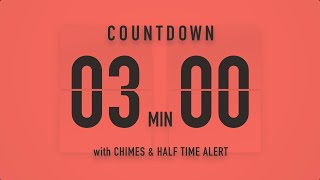 COUNTDOWN
03 MIN 00
with CHIMES & HALF TIME ALERT